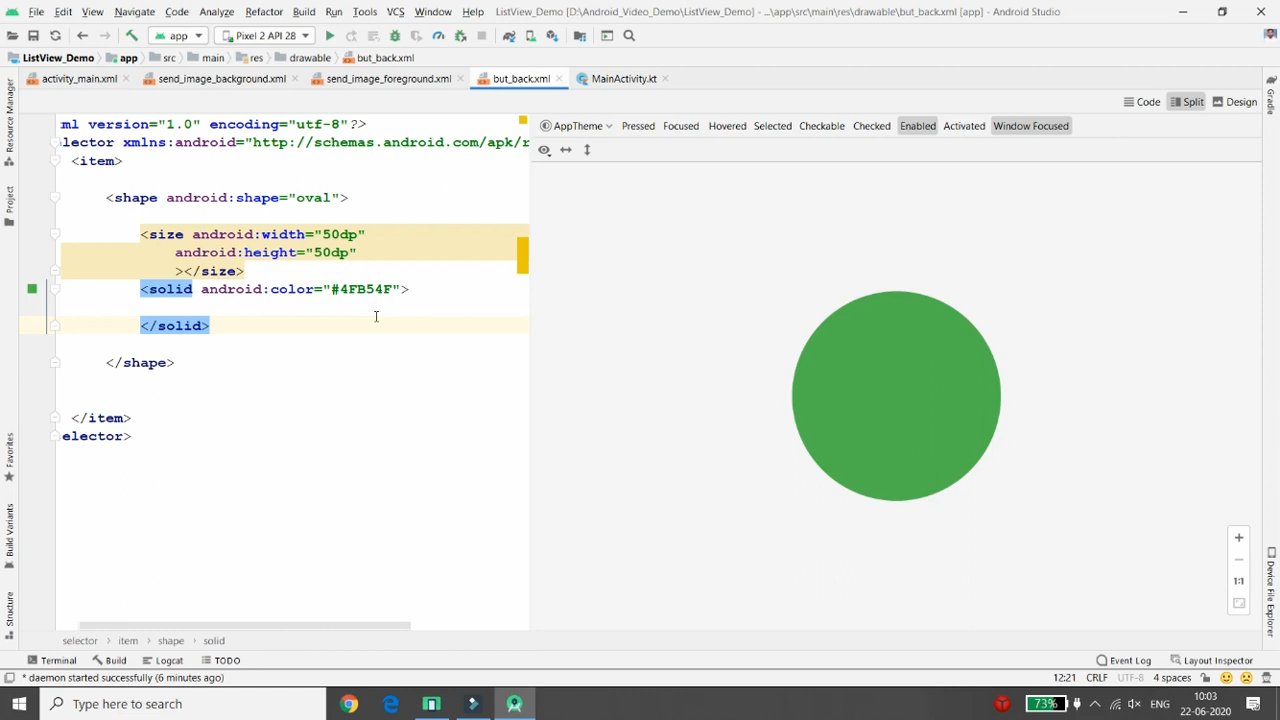 File Edit View Navigate Code Analyze Refactor Build Run Tools VCS Window Help ListView_Demo [D:\Android_Video_Demo\ListView_Demo] - ...\app\src\main\res\drawable\but_back.xml [app] - Android Studio
app Pixel 2 API 28
ListView_Demo app src main res drawable but_back.xml
activity_main.xml send_image_background.xml send_image_foreground.xml but_back.xml MainActivity.kt
Code Split Design
ml version="1.0" encoding="utf-8"?>
lector xmlns:android="http://schemas.android.com/apk/r
<item>
<shape android:shape="oval">
<size android:width="50dp"
android:height="50dp"
></size>
<solid android:color="#4FB54F">
</solid>
</shape>
</item>
elector>
AppTheme Pressed Focused Hovered Selected Checkable Checked Enabled Activated Window Focused
1:1
Resource Manager
Project
Favorites
Build Variants
Structure
Gradle
Device File Explorer
selector item shape solid
Terminal Build Logcat TODO Event Log Layout Inspector
* daemon started successfully (6 minutes ago) 12:21 CRLF UTF-8 4 spaces
Type here to search 73% ENG 10:03
22-06-2020